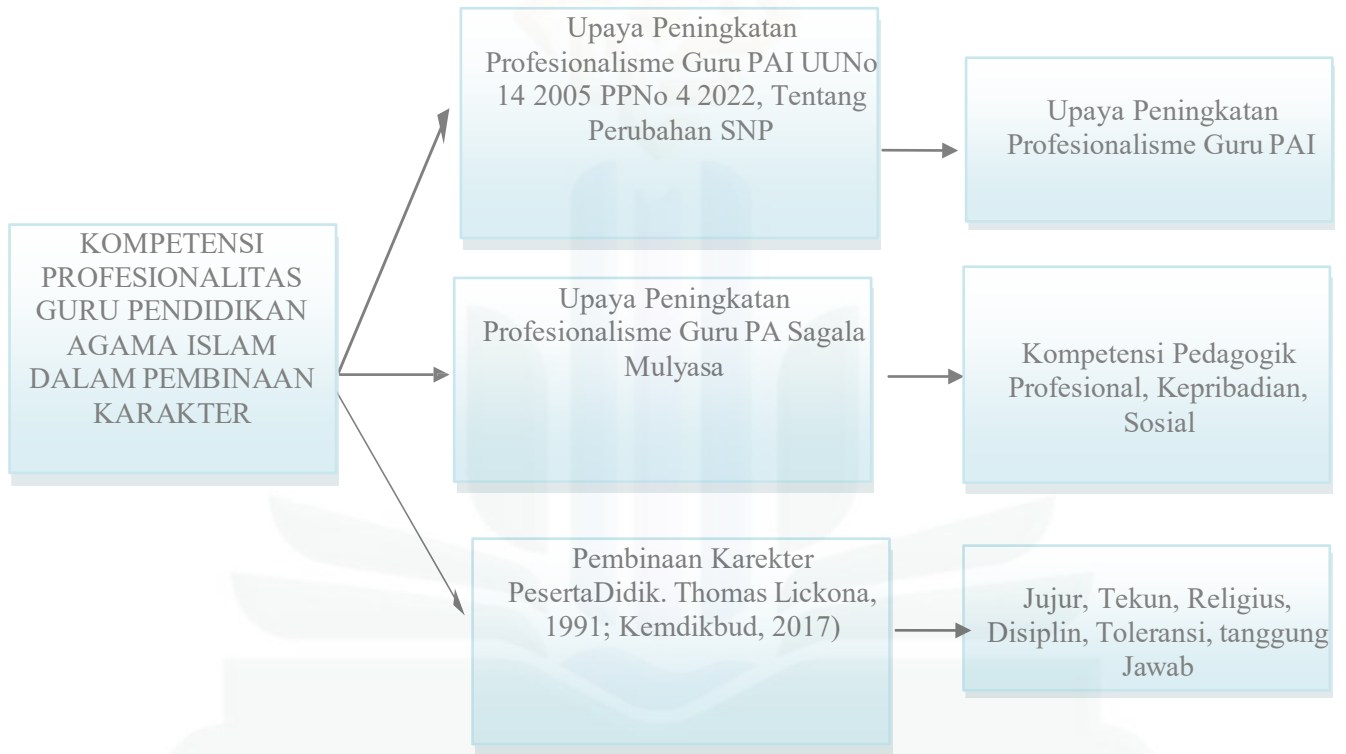 KOMPETENSI
PROFESIONALITAS
GURU PENDIDIKAN
AGAMA ISLAM
DALAM PEMBINAAN
KARAKTER
Upaya Peningkatan
Profesionalisme Guru PAI UUNo
14 2005 PPNo 4 2022, Tentang
Perubahan SNP
Upaya Peningkatan
Profesionalisme Guru PAI
Upaya Peningkatan
Profesionalisme Guru PA Sagala
Mulyasa
Kompetensi Pedagogik
Profesional, Kepribadian,
Sosial
Pembinaan Karekter
PesertaDidik. Thomas Lickona,
1991; Kemdikbud, 2017)
Jujur, Tekun, Religius,
Disiplin, Toleransi, tanggung
Jawab